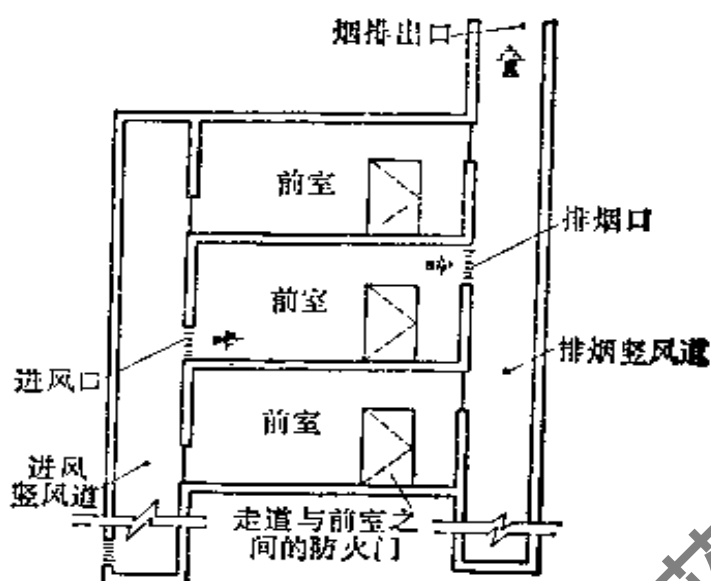 烟排出口
前室
排烟口
前室
进风口
排烟竖风道
前室
进风
竖风道
走道与前室之
间的防火门